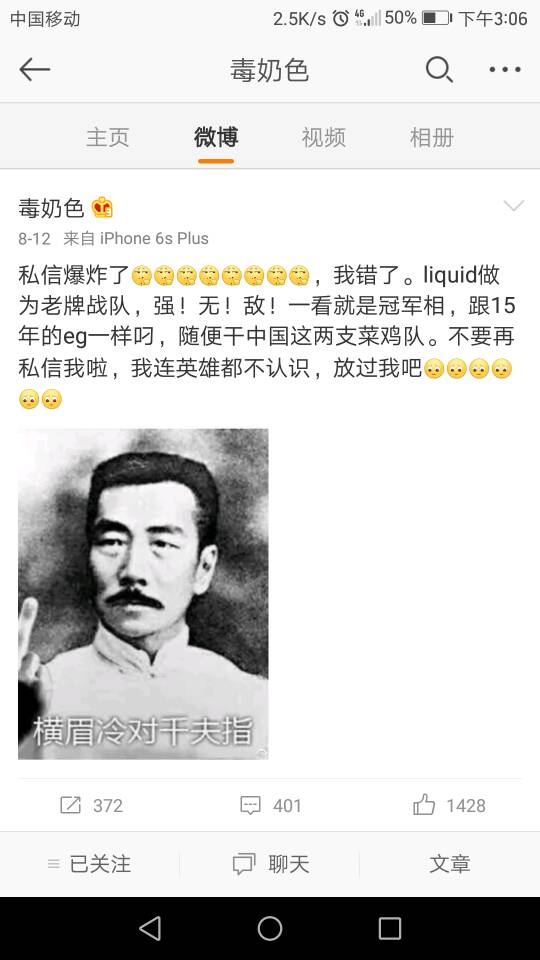 中国移动 2.5K/s 4G 50% 下午3:06
毒奶色
主页 微博 视频 相册
毒奶色
8-12 来自 iPhone 6s Plus
私信爆炸了🤔🤔🤔🤔🤔🤔🤔🤔，我错了。liquid做
为老牌战队，强！无！敌！一看就是冠军相，跟15
年的eg一样叼，随便干中国这两支菜鸡队。不要再
私信我啦，我连英雄都不认识，放过我吧🙄🙄🙄🙄
🙄🙄
横眉冷对千夫指
372 401 1428
已关注 聊天 文章